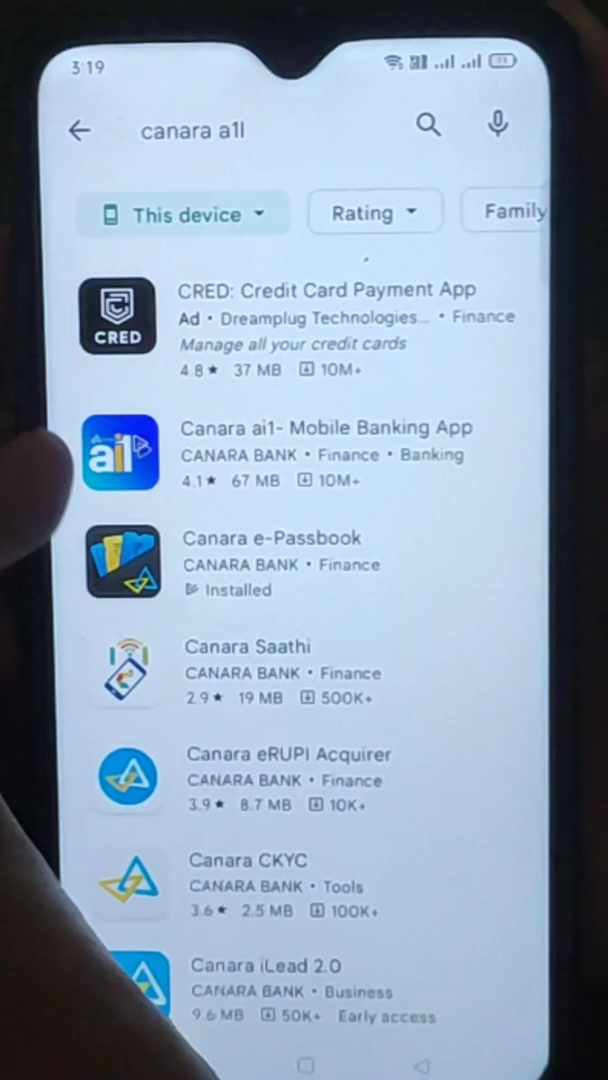 3:19
canara a1l
This device
Rating
Family
CRED: Credit Card Payment App
CRED
Ad • Dreamplug Technologies... • Finance
Manage all your credit cards
4.8★ 37 MB 10M+
Canara ai1- Mobile Banking App
ai1
CANARA BANK • Finance • Banking
4.1★ 67 MB 10M+
Canara e-Passbook
CANARA BANK • Finance
Installed
Canara Saathi
CANARA BANK • Finance
2.9★ 19 MB 500K+
Canara eRUPI Acquirer
CANARA BANK • Finance
3.9★ 8.7 MB 10K+
Canara CKYC
CANARA BANK • Tools
3.6★ 2.5 MB 100K+
Canara iLead 2.0
CANARA BANK • Business
9.6 MB 50K+ Early access